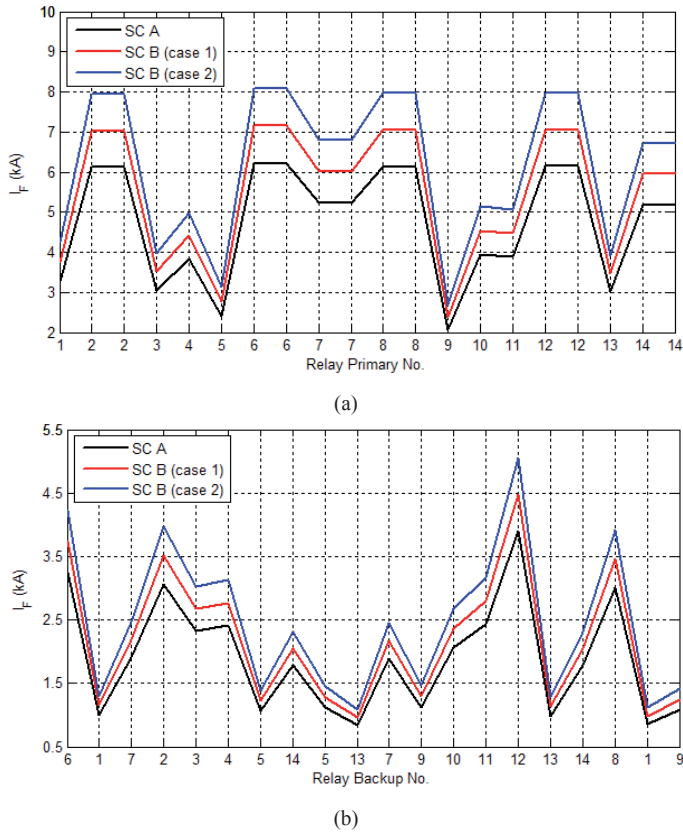 10
9
8
7
6
5
4
3
2
I_F (kA)
SC A
SC B (case 1)
SC B (case 2)
1 2 2 3 4 5 6 6 7 7 8 8 9 10 11 12 12 13 14 14
Relay Primary No.
(a)
5.5
4.5
3.5
2.5
1.5
0.5
I_F (kA)
SC A
SC B (case 1)
SC B (case 2)
6 1 7 2 3 4 5 14 5 13 7 9 10 11 12 13 14 8 1 9
Relay Backup No.
(b)